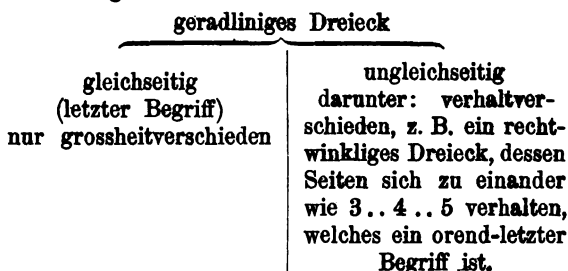 geradliniges Dreieck
gleichseitig
(letzter Begriff)
nur grossheitverschieden
ungleichseitig
darunter: verhaltver-
schieden, z. B. ein recht-
winkliges Dreieck, dessen
Seiten sich zu einander
wie 3 . . 4 . . 5 verhalten,
welches ein orend-letzter
Begriff ist.